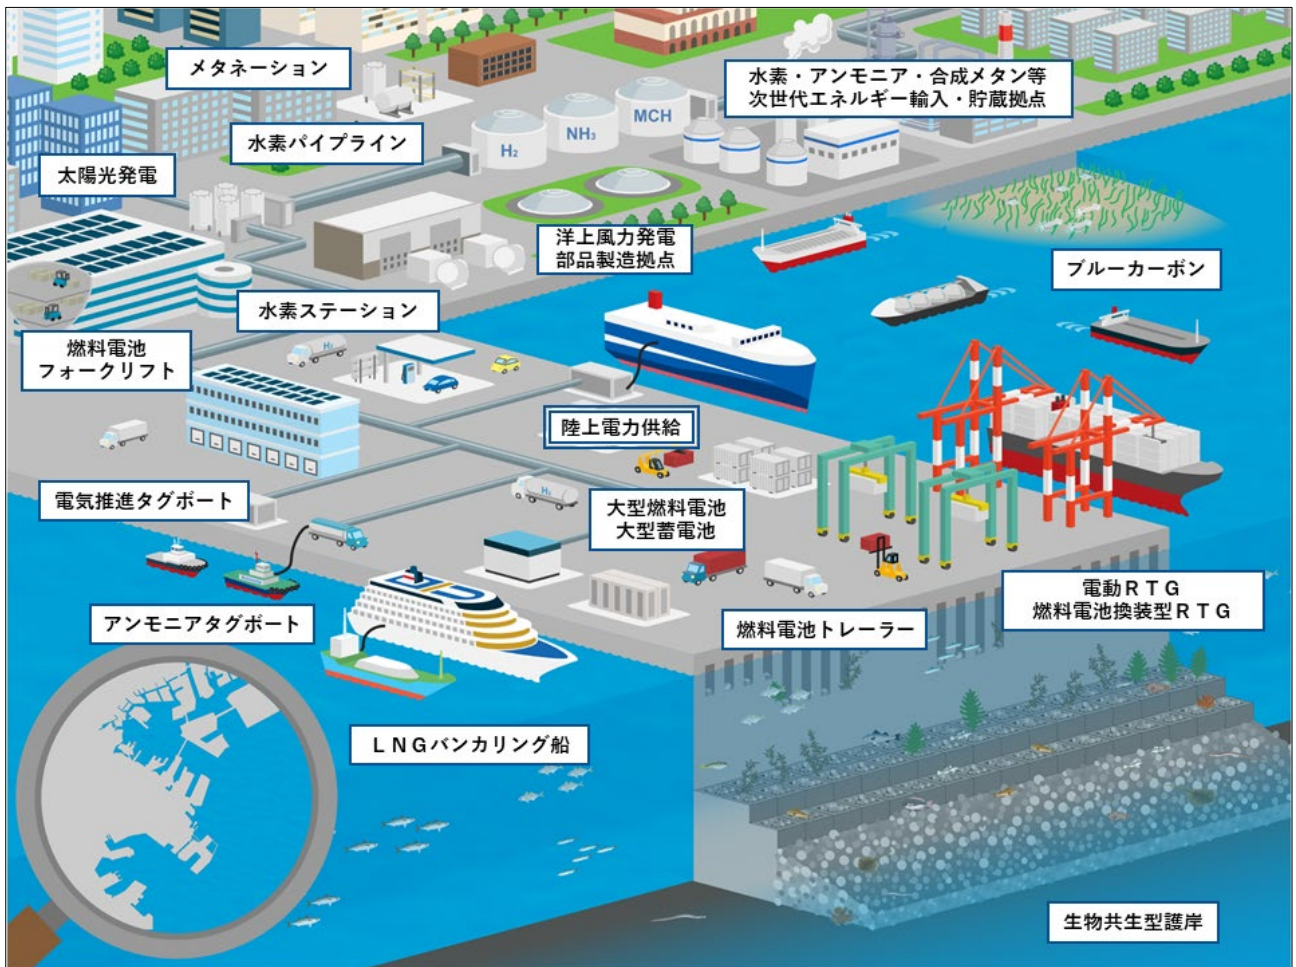 メタネーション
水素・アンモニア・合成メタン等
次世代エネルギー輸入・貯蔵拠点
水素パイプライン
H₂
NH₃
MCH
太陽光発電
洋上風力発電
部品製造拠点
ブルーカーボン
水素ステーション
燃料電池
フォークリフト
H₂
陸上電力供給
電気推進タグボート
H₂
大型燃料電池
大型蓄電池
アンモニアタグボート
燃料電池トレーラー
電動RTG
燃料電池換装型RTG
LNGバンカリング船
生物共生型護岸